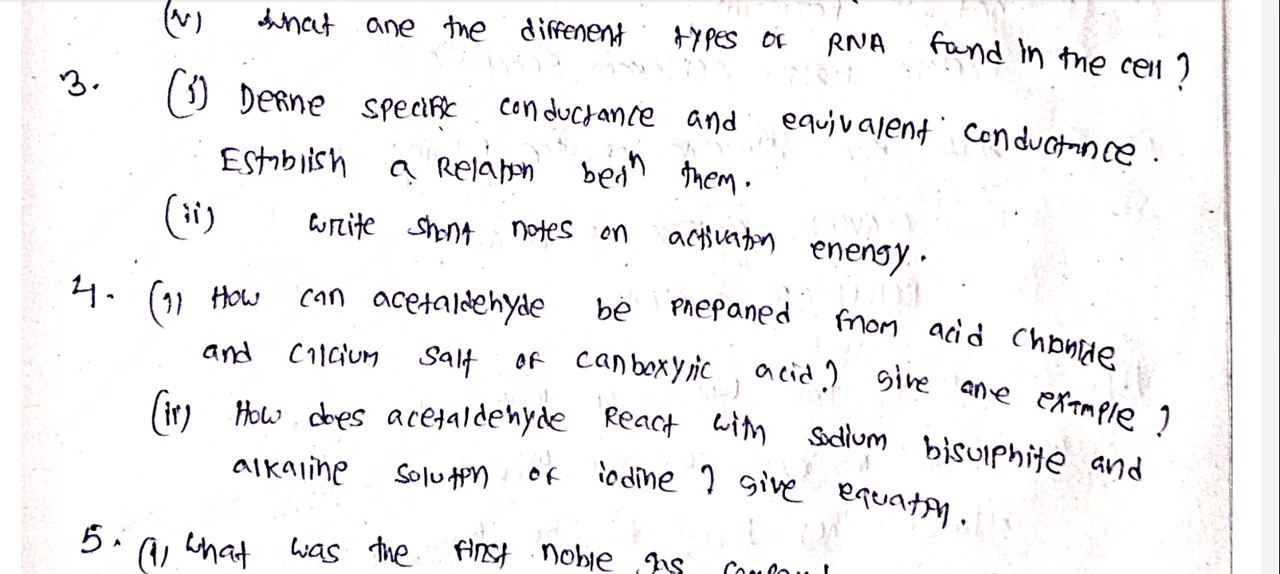 (v) What are the different types of RNA found in the cell ?
3. (i) Define specific conductance and equivalent conductance.
Establish a Relation betn them.
(ii) write short notes on activation energy.
4. (i) How can acetaldehyde be prepared from acid chloride
and calcium salt of carboxylic acid ? give one example ?
(ii) How does acetaldehyde React with sodium bisulphite and
alkaline solution of iodine ? give equation.
5. (i) What was the first noble gas